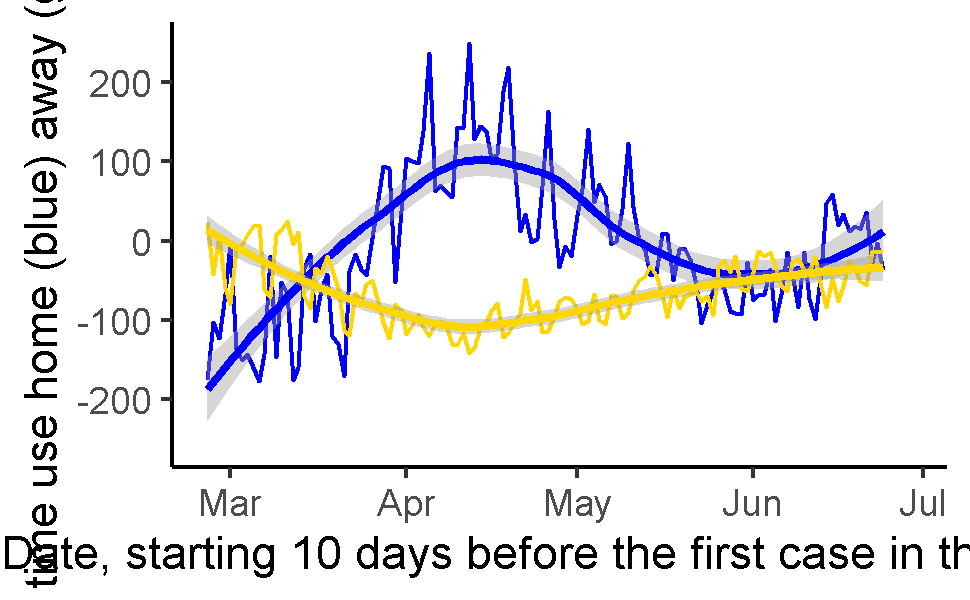 time use home (blue) away (
200
100
0
-100
-200
Mar Apr May Jun Jul
Date, starting 10 days before the first case in th